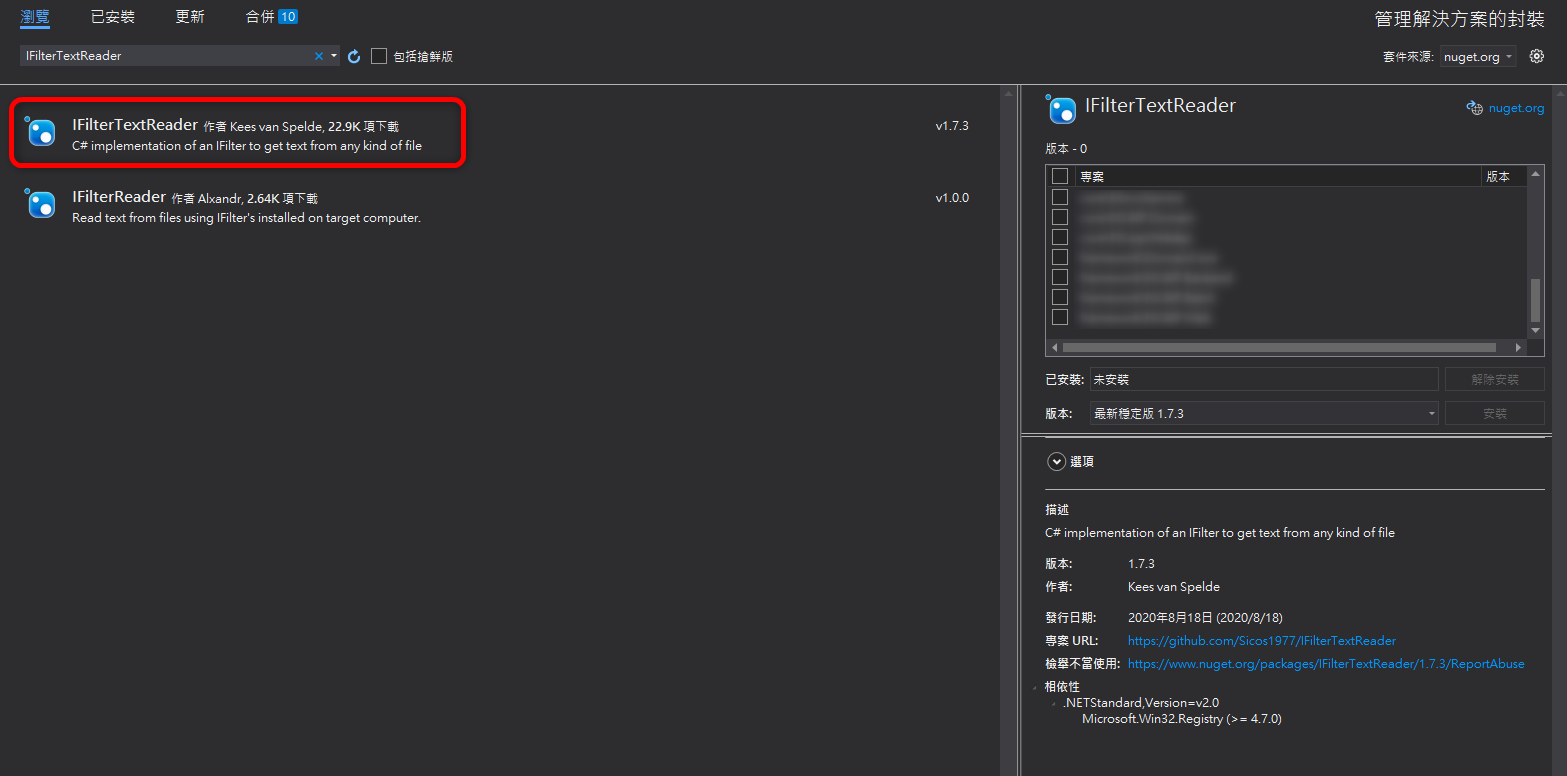 瀏覽 已安裝 更新 合併 10
管理解決方案的封裝
IFilterTextReader
包括搶鮮版
套件來源: nuget.org
IFilterTextReader 作者 Kees van Spelde, 22.9K 項下載 v1.7.3
C# implementation of an IFilter to get text from any kind of file
IFilterReader 作者 Alxandr, 2.64K 項下載 v1.0.0
Read text from files using IFilter's installed on target computer.
IFilterTextReader nuget.org
版本 - 0
專案 版本
已安裝: 未安裝 解除安裝
版本: 最新穩定版 1.7.3 安裝
選項
描述
C# implementation of an IFilter to get text from any kind of file
版本: 1.7.3
作者: Kees van Spelde
發行日期: 2020年8月18日 (2020/8/18)
專案 URL: https://github.com/Sicos1977/IFilterTextReader
檢舉不當使用: https://www.nuget.org/packages/IFilterTextReader/1.7.3/ReportAbuse
相依性
.NETStandard,Version=v2.0
Microsoft.Win32.Registry (>= 4.7.0)